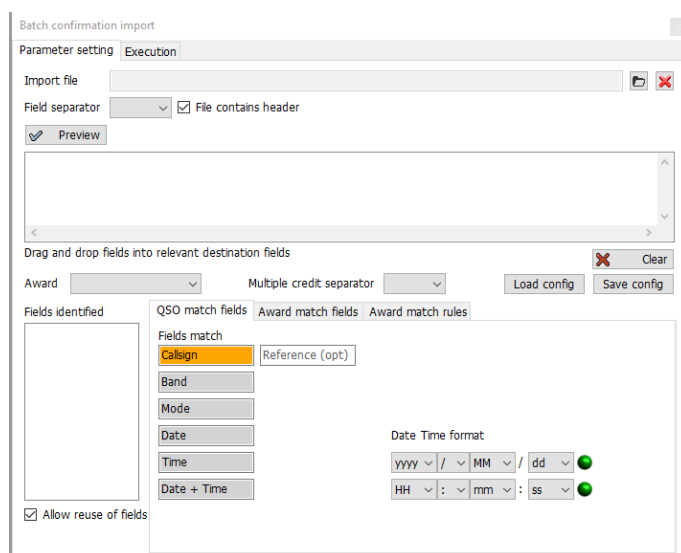 Batch confirmation import
Parameter setting Execution
Import file
Field separator File contains header
Preview
Drag and drop fields into relevant destination fields
Clear
Award Multiple credit separator Load config Save config
Fields identified QSO match fields Award match fields Award match rules
Fields match
Callsign Reference (opt)
Band
Mode
Date Date Time format
Time yyyy / MM / dd
Date + Time HH : mm : ss
Allow reuse of fields